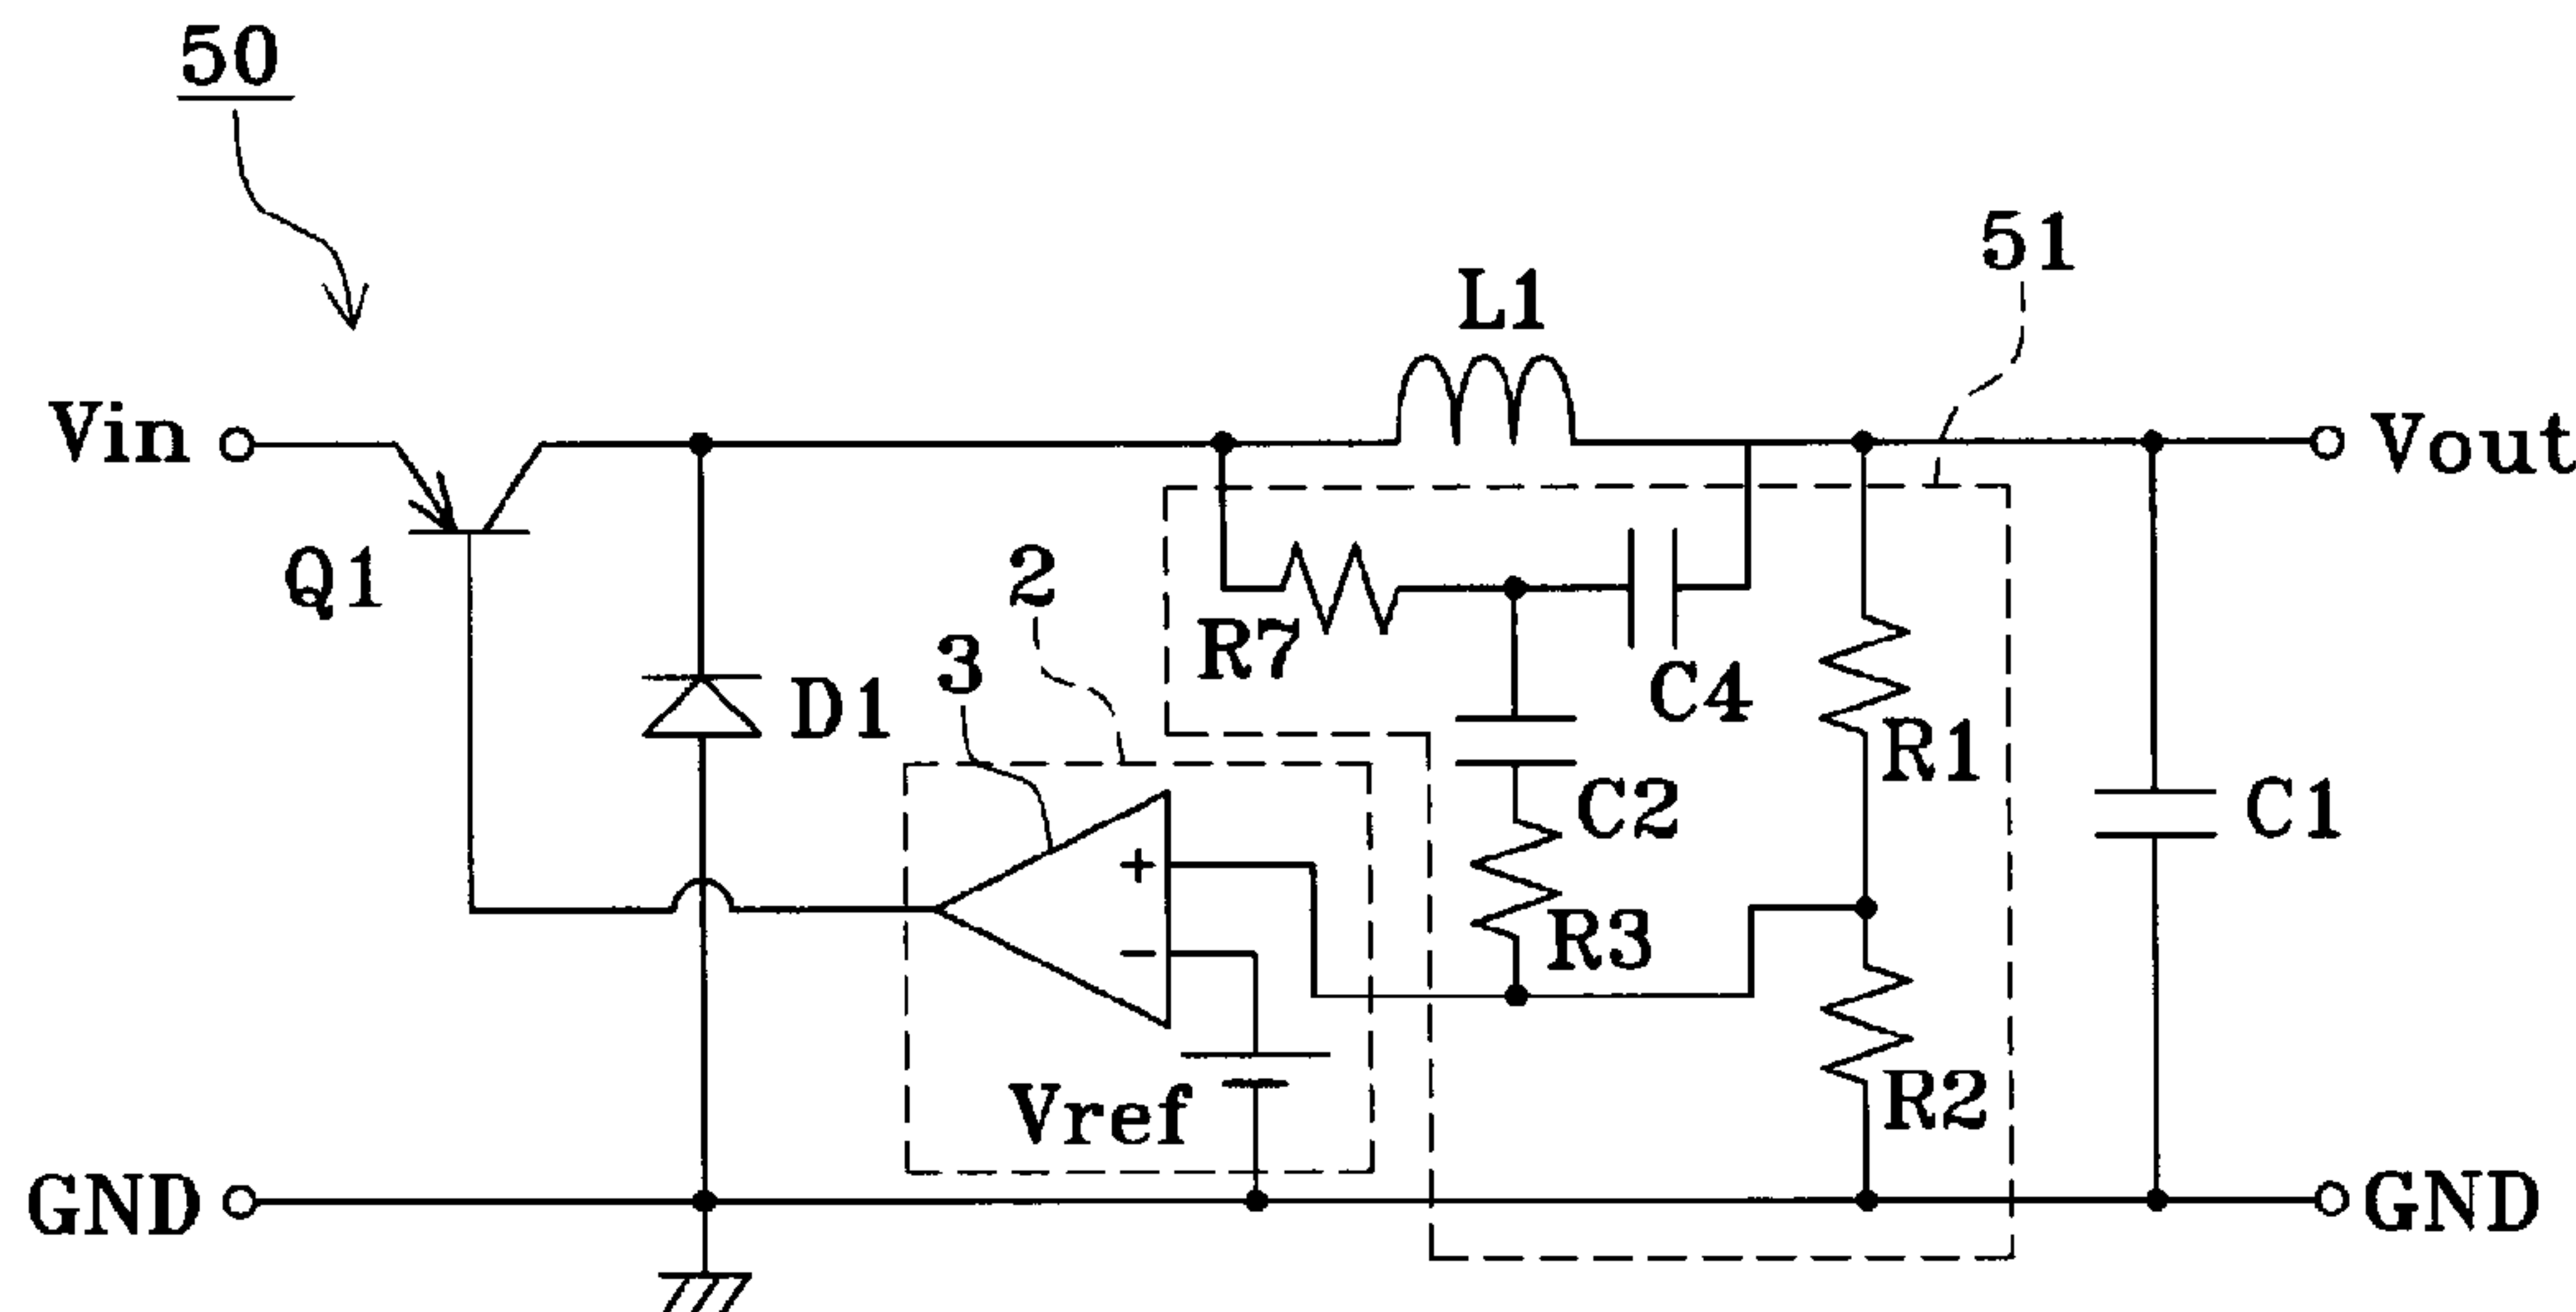 50
51
L1
Vin
Vout
Q1
2
3
R7
C4
D1
R1
C2
C1
+
R3
−
Vref
R2
GND
GND